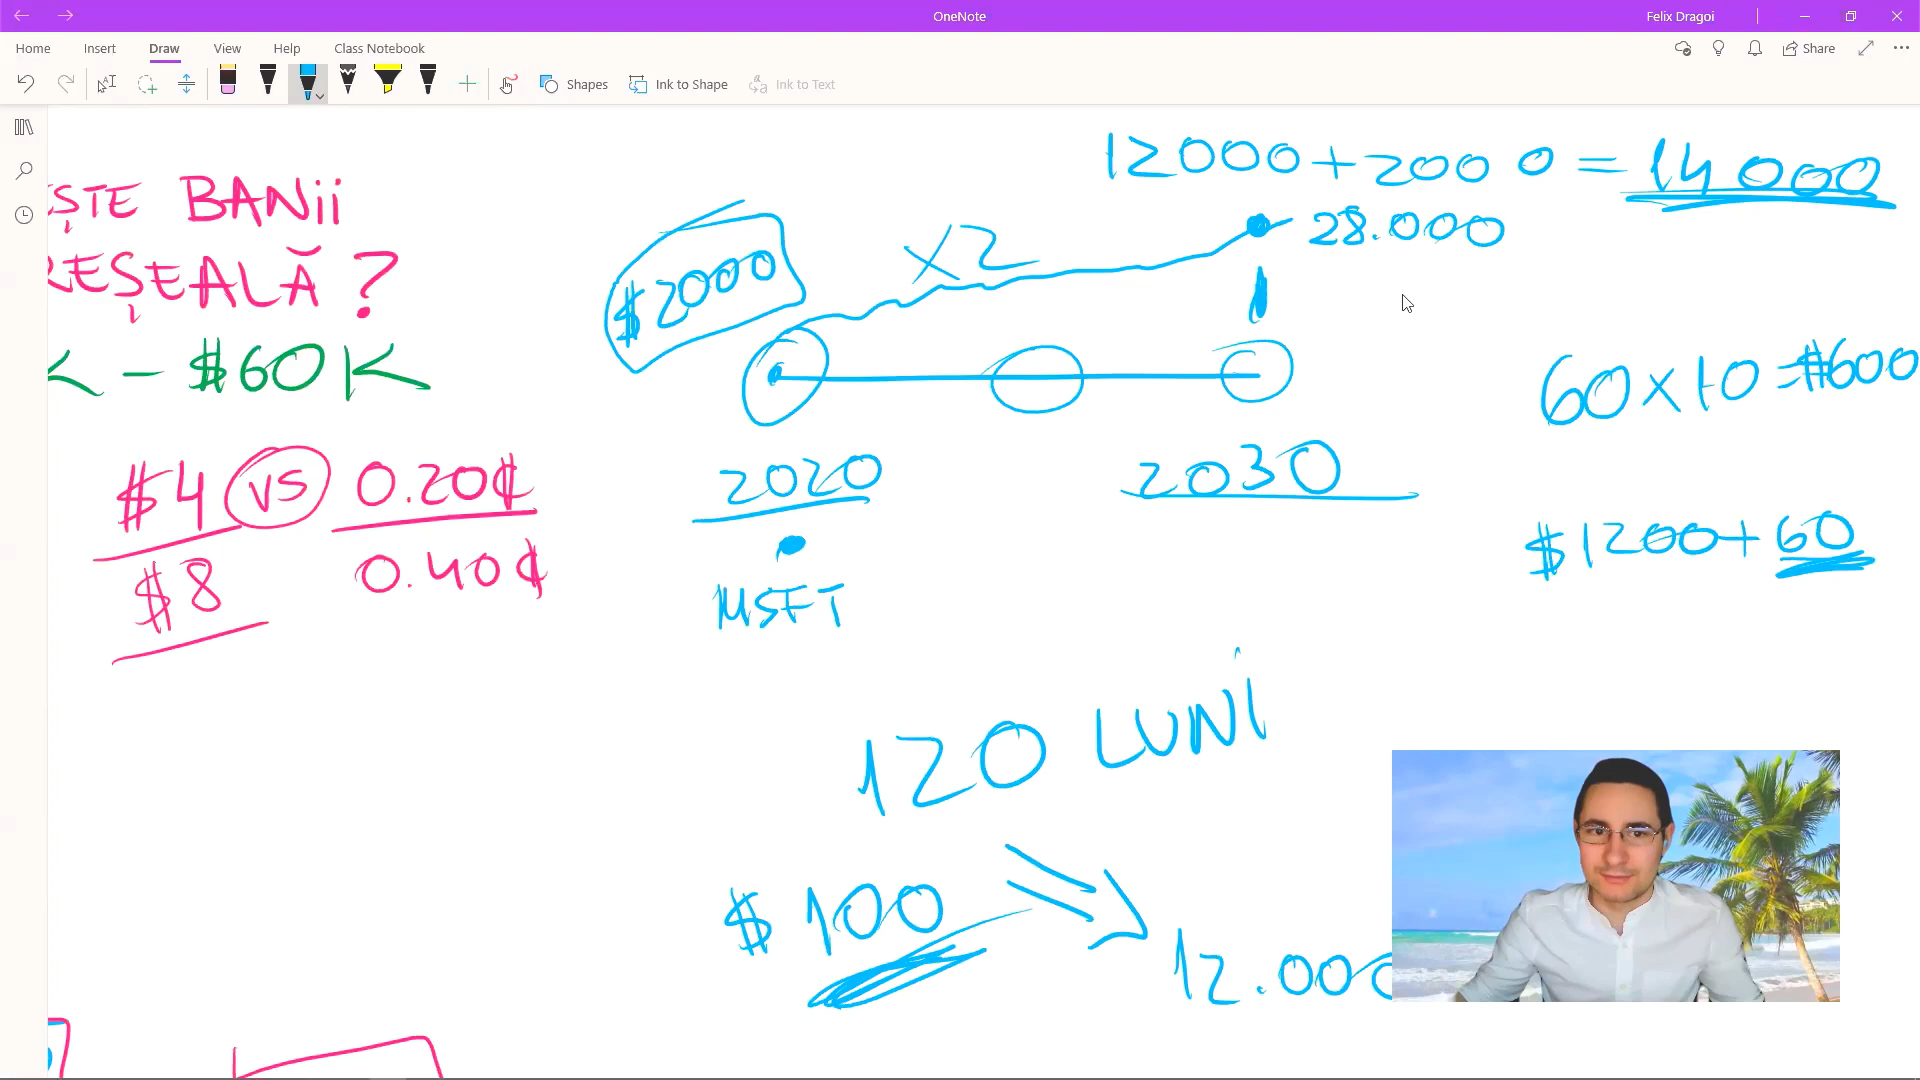 OneNote
Felix Dragoi
Home Insert Draw View Help Class Notebook
Share
Shapes Ink to Shape Ink to Text
12000+2000=14000
ȘTE BANii
REȘEALĂ?
$2000
x2
28.000
K - $60K
60x10=$600
$4 vs 0.20¢
$8 0.40¢
2020
2030
$1200+60
MSFT
120 LUNI
$100
12.000